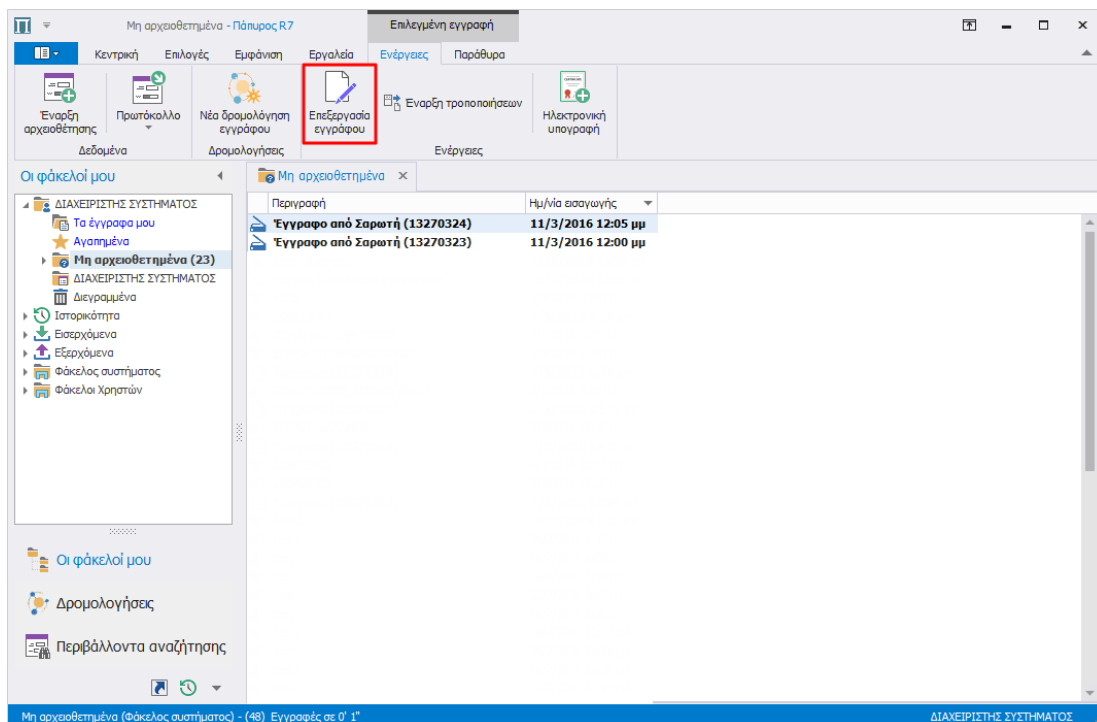 Μη αρχειοθετημένα - Πάπυρος R7
Επιλεγμένη εγγραφή
Κεντρική Επιλογές Εμφάνιση Εργαλεία Ενέργειες Παράθυρα
Έναρξη αρχειοθέτησης
Πρωτόκολλο
Νέα δρομολόγηση εγγράφου
Επεξεργασία εγγράφου
Έναρξη τροποποιήσεων
Ηλεκτρονική υπογραφή
Δεδομένα Δρομολογήσεις Ενέργειες
Οι φάκελοί μου
Μη αρχειοθετημένα
Περιγραφή Ημ/νία εισαγωγής
Έγγραφο από Σαρωτή (13270324) 11/3/2016 12:05 μμ
Έγγραφο από Σαρωτή (13270323) 11/3/2016 12:00 μμ
ΔΙΑΧΕΙΡΙΣΤΗΣ ΣΥΣΤΗΜΑΤΟΣ
Τα έγγραφα μου
Αγαπημένα
Μη αρχειοθετημένα (23)
ΔΙΑΧΕΙΡΙΣΤΗΣ ΣΥΣΤΗΜΑΤΟΣ
Διεγραμμένα
Ιστορικότητα
Εισερχόμενα
Εξερχόμενα
Φάκελος συστήματος
Φάκελοι Χρηστών
Οι φάκελοί μου
Δρομολογήσεις
Περιβάλλοντα αναζήτησης
Μη αρχειοθετημένα (Φάκελος συστήματος) - (48) Εγγραφές σε 0' 1"
ΔΙΑΧΕΙΡΙΣΤΗΣ ΣΥΣΤΗΜΑΤΟΣ